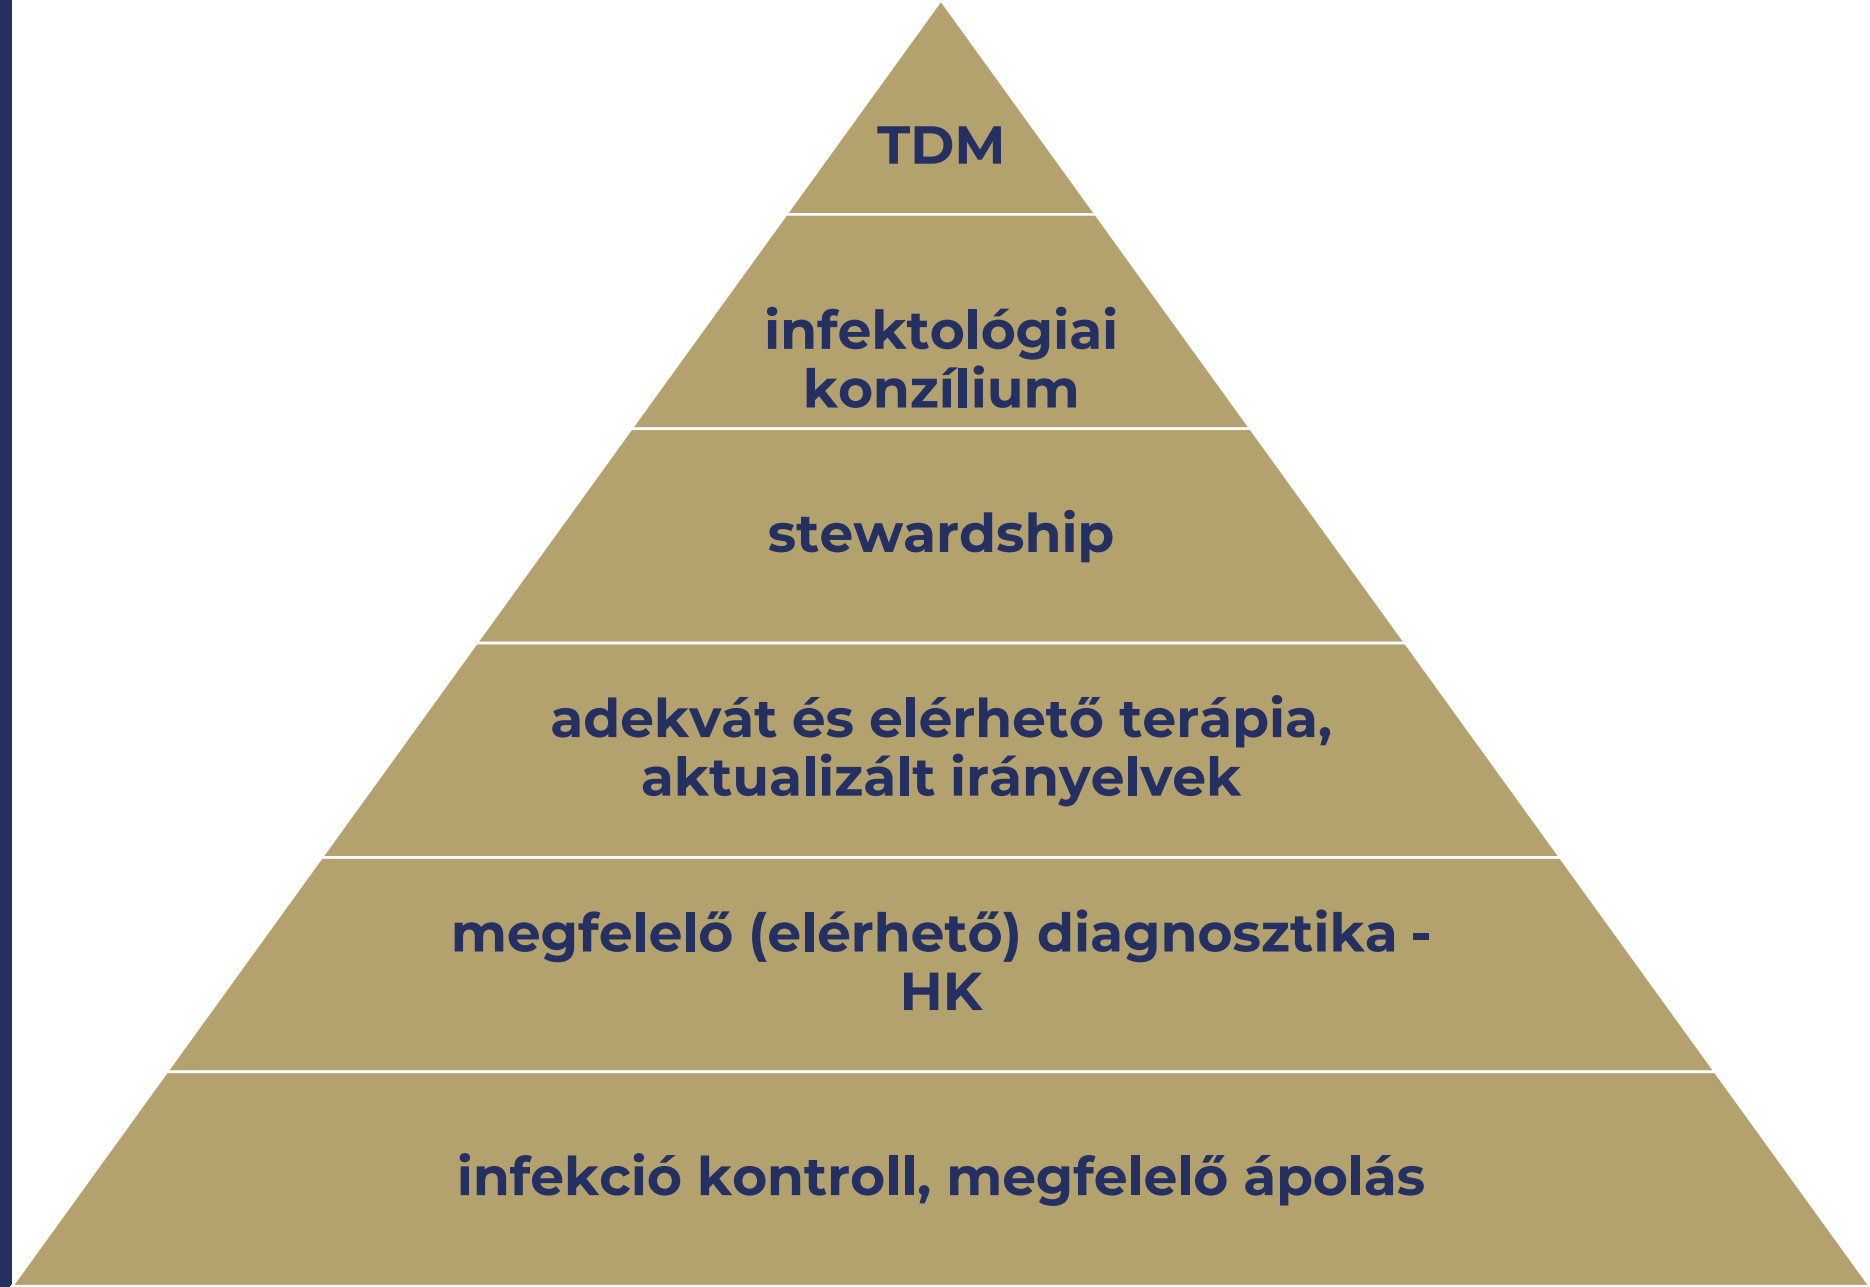 TDM
infektológiai
konzílium
stewardship
adekvát és elérhető terápia,
aktualizált irányelvek
megfelelő (elérhető) diagnosztika -
HK
infekció kontroll, megfelelő ápolás